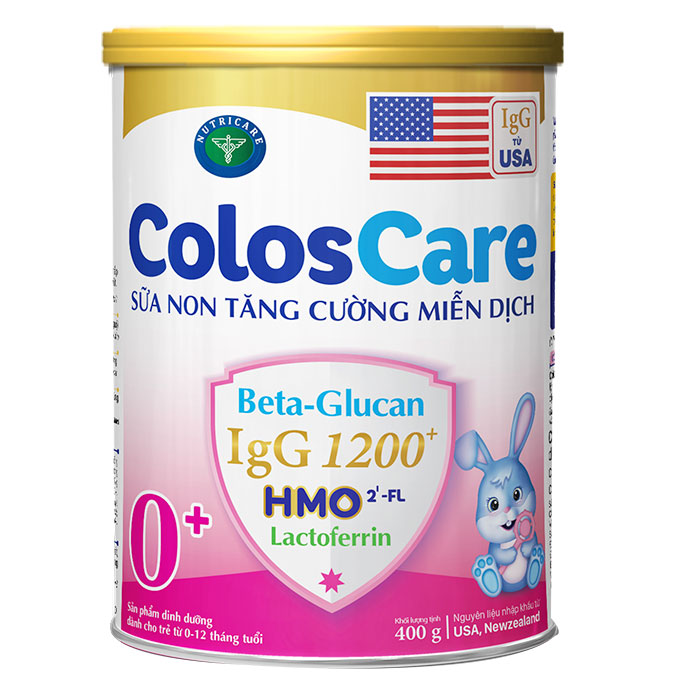 NUTRICARE
IgG
TỪ
USA
ColosCare
SỮA NON TĂNG CƯỜNG MIỄN DỊCH
Beta-Glucan
IgG 1200+
HMO 2'-FL
Lactoferrin
0+
Sản phẩm dinh dưỡng
dành cho trẻ từ 0-12 tháng tuổi
Khối lượng tịnh
400 g
Nguyên liệu nhập khẩu từ
USA, Newzealand